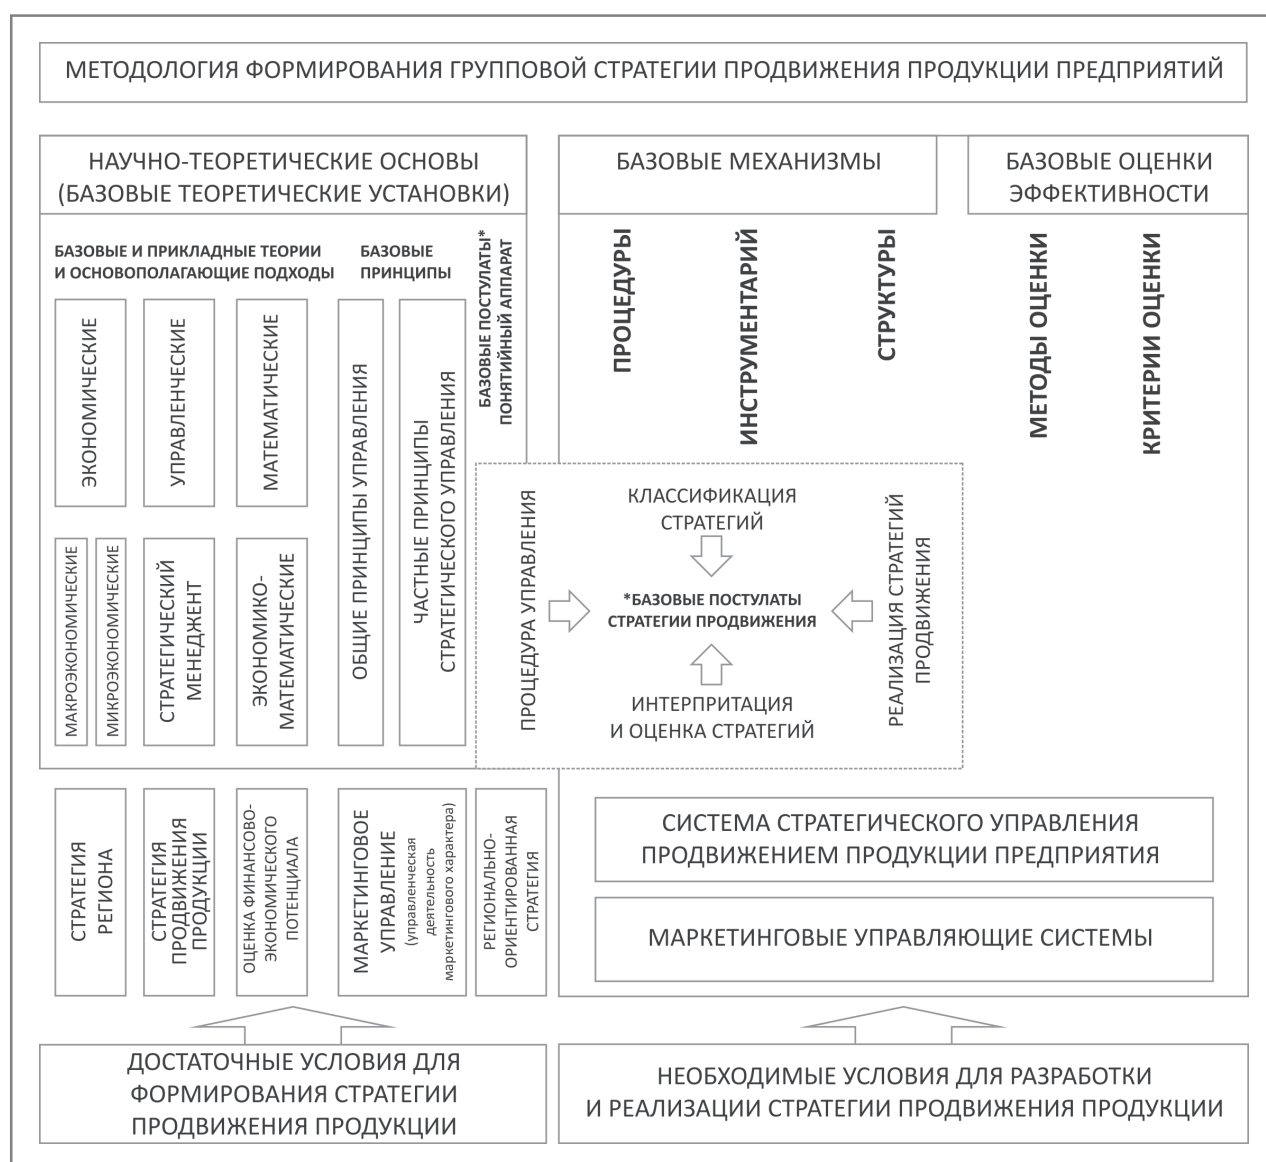 МЕТОДОЛОГИЯ ФОРМИРОВАНИЯ ГРУППОВОЙ СТРАТЕГИИ ПРОДВИЖЕНИЯ ПРОДУКЦИИ ПРЕДПРИЯТИЙ
НАУЧНО-ТЕОРЕТИЧЕСКИЕ ОСНОВЫ
(БАЗОВЫЕ ТЕОРЕТИЧЕСКИЕ УСТАНОВКИ)
БАЗОВЫЕ И ПРИКЛАДНЫЕ ТЕОРИИ
И ОСНОВОПОЛАГАЮЩИЕ ПОДХОДЫ
БАЗОВЫЕ
ПРИНЦИПЫ
БАЗОВЫЕ ПОСТУЛАТЫ*
ПОНЯТИЙНЫЙ АППАРАТ
ЭКОНОМИЧЕСКИЕ
УПРАВЛЕНЧЕСКИЕ
МАТЕМАТИЧЕСКИЕ
ОБЩИЕ ПРИНЦИПЫ УПРАВЛЕНИЯ
ЧАСТНЫЕ ПРИНЦИПЫ
СТРАТЕГИЧЕСКОГО УПРАВЛЕНИЯ
МАКРОЭКОНОМИЧЕСКИЕ
МИКРОЭКОНОМИЧЕСКИЕ
СТРАТЕГИЧЕСКИЙ
МЕНЕДЖЕНТ
ЭКОНОМИКО-
МАТЕМАТИЧЕСКИЕ
БАЗОВЫЕ МЕХАНИЗМЫ
БАЗОВЫЕ ОЦЕНКИ
ЭФФЕКТИВНОСТИ
ПРОЦЕДУРЫ
ИНСТРУМЕНТАРИЙ
СТРУКТУРЫ
МЕТОДЫ ОЦЕНКИ
КРИТЕРИИ ОЦЕНКИ
ПРОЦЕДУРА УПРАВЛЕНИЯ
КЛАССИФИКАЦИЯ
СТРАТЕГИЙ
*БАЗОВЫЕ ПОСТУЛАТЫ
СТРАТЕГИИ ПРОДВИЖЕНИЯ
ИНТЕРПРИТАЦИЯ
И ОЦЕНКА СТРАТЕГИЙ
РЕАЛИЗАЦИЯ СТРАТЕГИЙ
ПРОДВИЖЕНИЯ
СТРАТЕГИЯ
РЕГИОНА
СТРАТЕГИЯ
ПРОДВИЖЕНИЯ
ПРОДУКЦИИ
ОЦЕНКА ФИНАНСОВО-
ЭКОНОМИЧЕСКОГО
ПОТЕНЦИАЛА
МАРКЕТИНГОВОЕ
УПРАВЛЕНИЕ
(управленческая
деятельность
маркетингового характера)
РЕГИОНАЛЬНО-
ОРИЕНТИРОВАННАЯ
СТРАТЕГИЯ
СИСТЕМА СТРАТЕГИЧЕСКОГО УПРАВЛЕНИЯ
ПРОДВИЖЕНИЕМ ПРОДУКЦИИ ПРЕДПРИЯТИЯ
МАРКЕТИНГОВЫЕ УПРАВЛЯЮЩИЕ СИСТЕМЫ
ДОСТАТОЧНЫЕ УСЛОВИЯ ДЛЯ
ФОРМИРОВАНИЯ СТРАТЕГИИ
ПРОДВИЖЕНИЯ ПРОДУКЦИИ
НЕОБХОДИМЫЕ УСЛОВИЯ ДЛЯ РАЗРАБОТКИ
И РЕАЛИЗАЦИИ СТРАТЕГИИ ПРОДВИЖЕНИЯ ПРОДУКЦИИ